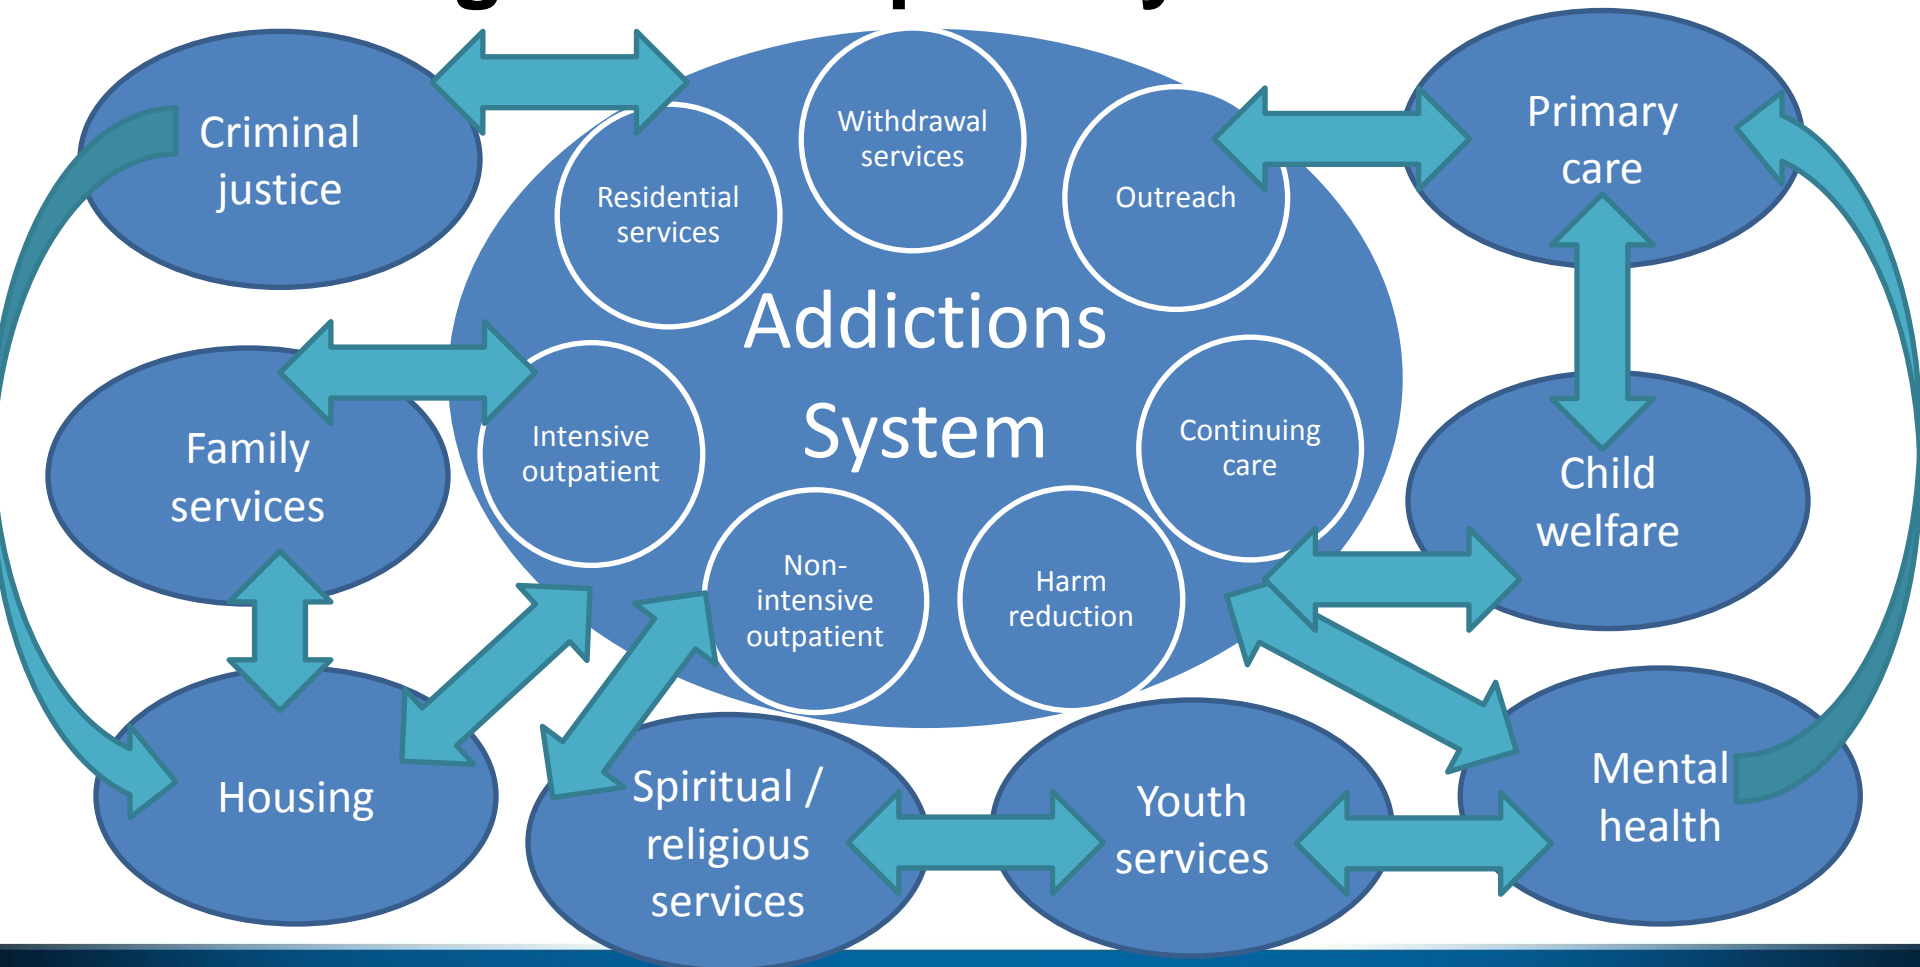 Criminal
justice
Withdrawal
services
Residential
services
Outreach
Primary
care
Addictions
System
Family
services
Intensive
outpatient
Continuing
care
Child
welfare
Non-
intensive
outpatient
Harm
reduction
Housing
Spiritual /
religious
services
Youth
services
Mental
health